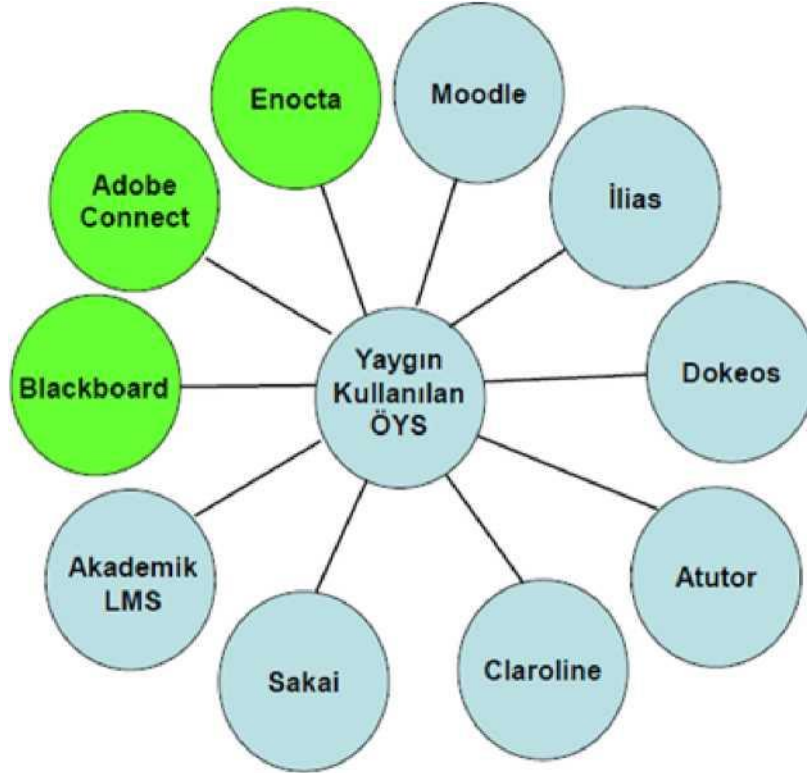 Enocta
Moodle
Adobe
Connect
İlias
Blackboard
Yaygın
Kullanılan
ÖYS
Dokeos
Akademik
LMS
Atutor
Sakai
Claroline